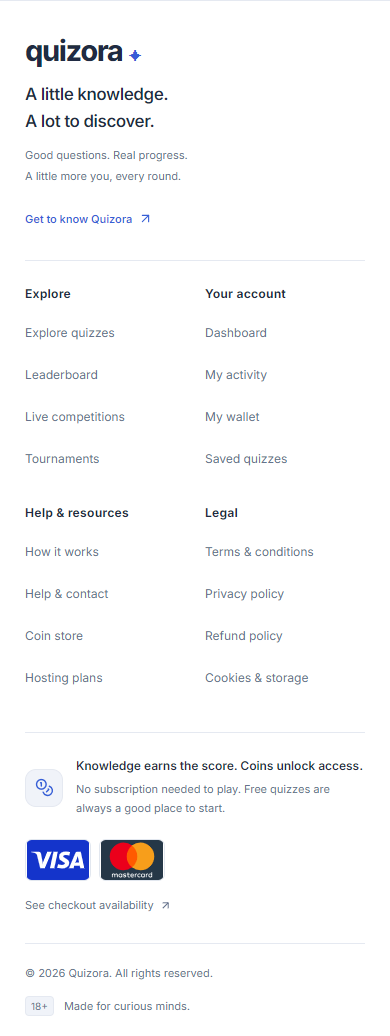 quizora
A little knowledge.
A lot to discover.
Good questions. Real progress.
A little more you, every round.
Get to know Quizora
Explore
Explore quizzes
Leaderboard
Live competitions
Tournaments
Your account
Dashboard
My activity
My wallet
Saved quizzes
Help & resources
How it works
Help & contact
Coin store
Hosting plans
Legal
Terms & conditions
Privacy policy
Refund policy
Cookies & storage
Knowledge earns the score. Coins unlock access.
No subscription needed to play. Free quizzes are
always a good place to start.
VISA
mastercard
See checkout availability
© 2026 Quizora. All rights reserved.
18+ Made for curious minds.